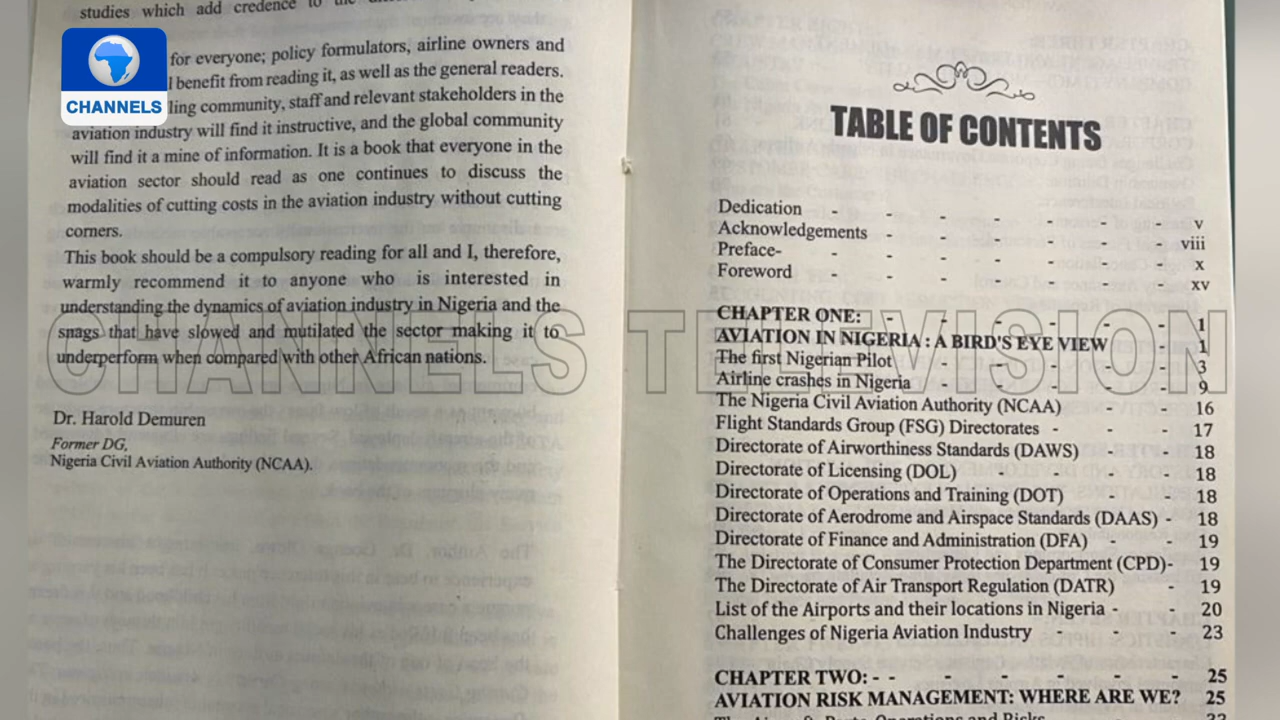 studies which add credence to the
for everyone; policy formulators, airline owners and
l benefit from reading it, as well as the general readers.
ling community, staff and relevant stakeholders in the
aviation industry will find it instructive, and the global community
will find it a mine of information. It is a book that everyone in the
aviation sector should read as one continues to discuss the
modalities of cutting costs in the aviation industry without cutting
corners.
This book should be a compulsory reading for all and I, therefore,
warmly recommend it to anyone who is interested in
understanding the dynamics of aviation industry in Nigeria and the
snags that have slowed and mutilated the sector making it to
underperform when compared with other African nations.
Dr. Harold Demuren
Former DG,
Nigeria Civil Aviation Authority (NCAA).
CHANNELS
CHANNELS TELEVISION
TABLE OF CONTENTS
Dedication - - - - - - v
Acknowledgements - - - - - viii
Preface- - - - - - - x
Foreword - - - - - xv
CHAPTER ONE: - - - - - - 1
AVIATION IN NIGERIA : A BIRD'S EYE VIEW - 1
The first Nigerian Pilot - - - - - 3
Airline crashes in Nigeria - - - - - 9
The Nigeria Civil Aviation Authority (NCAA) - - 16
Flight Standards Group (FSG) Directorates - - - 17
Directorate of Airworthiness Standards (DAWS) - - 18
Directorate of Licensing (DOL) - - - - 18
Directorate of Operations and Training (DOT) - - 18
Directorate of Aerodrome and Airspace Standards (DAAS) - 18
Directorate of Finance and Administration (DFA) - - 19
The Directorate of Consumer Protection Department (CPD)- 19
The Directorate of Air Transport Regulation (DATR) - 19
List of the Airports and their locations in Nigeria - - 20
Challenges of Nigeria Aviation Industry - - - 23
CHAPTER TWO: - - - - - - - 25
AVIATION RISK MANAGEMENT: WHERE ARE WE? 25